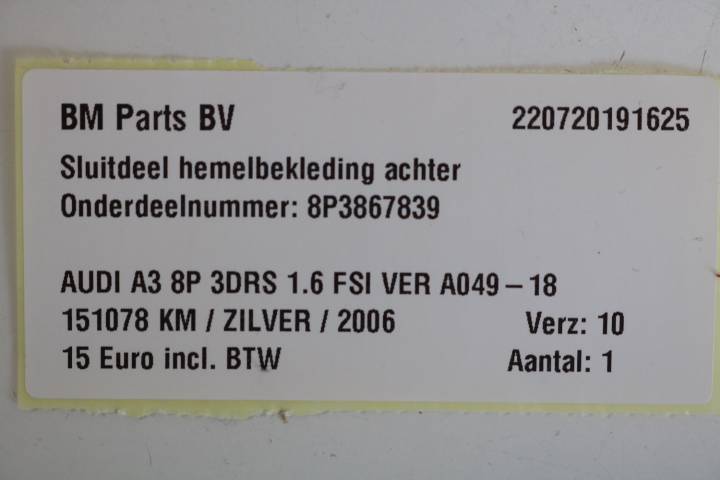 BM Parts BV 220720191625
Sluitdeel hemelbekleding achter
Onderdeelnummer: 8P3867839
AUDI A3 8P 3DRS 1.6 FSI VER A049 – 18
151078 KM / ZILVER / 2006 Verz: 10
15 Euro incl. BTW Aantal: 1